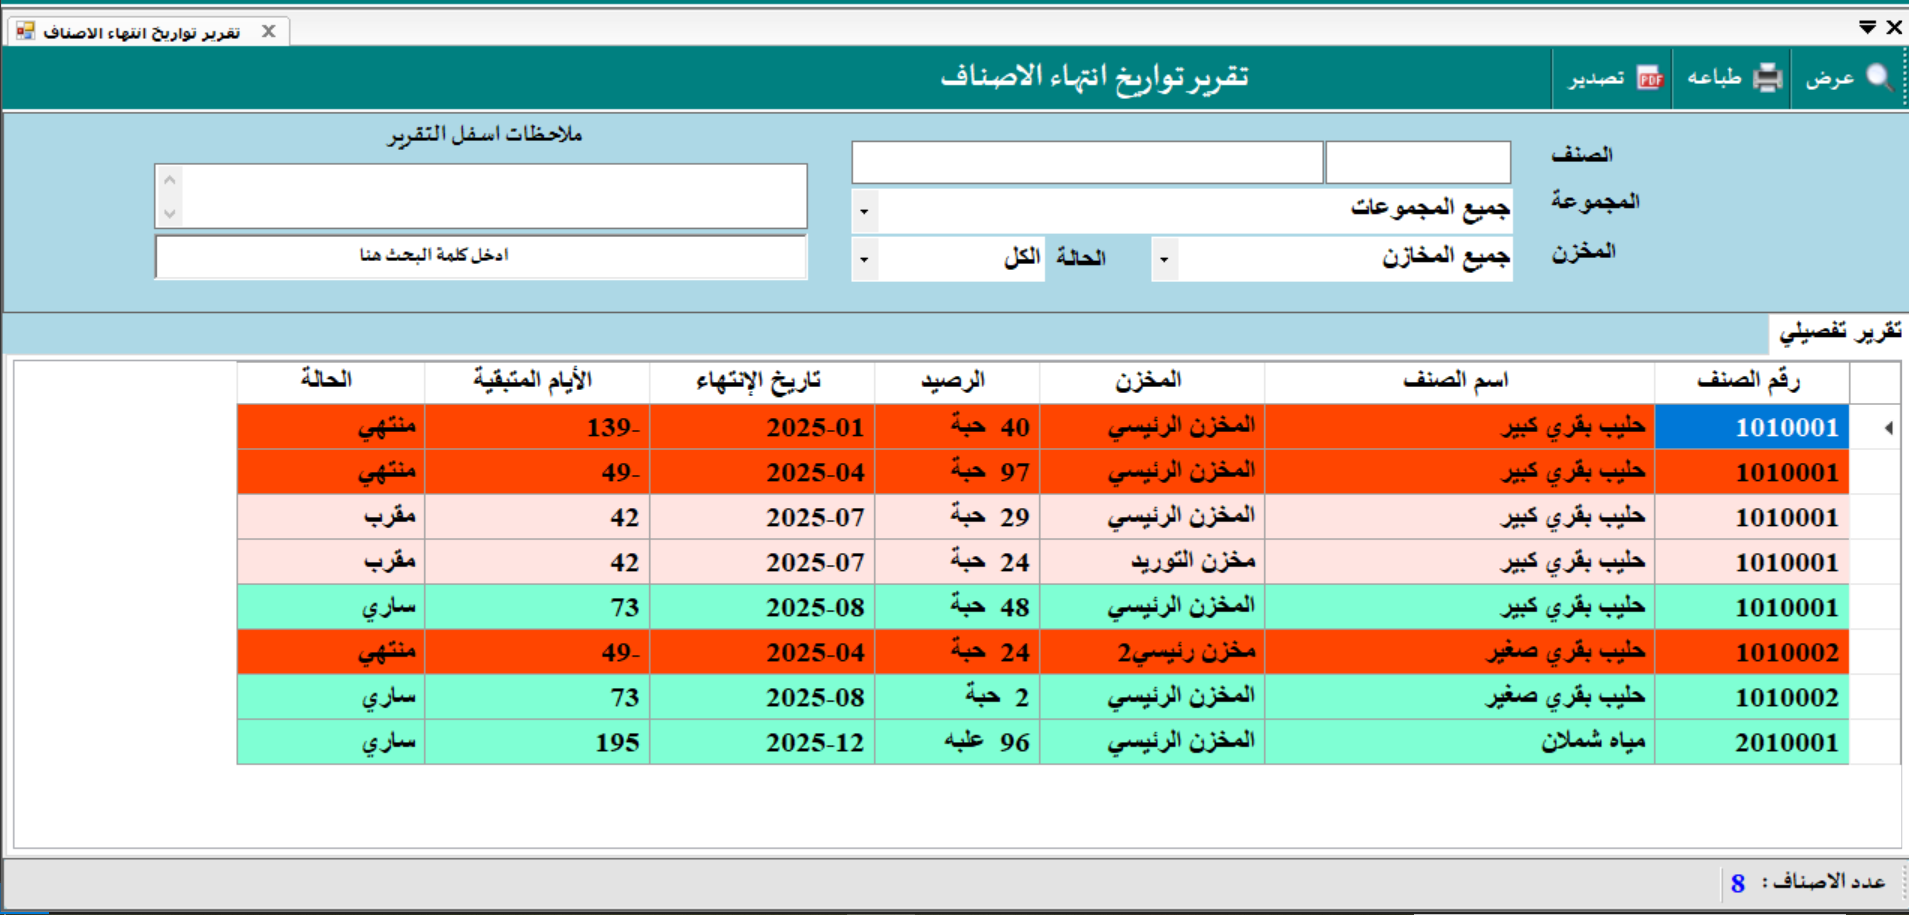 تقرير تواريخ انتهاء الاصناف X
عرض طباعه تصدير تقرير تواريخ انتهاء الاصناف
ملاحظات اسفل التقرير
الصنف
المجموعة جميع المجموعات
المخزن جميع المخازن الحالة الكل ادخل كلمة البحث هنا
تقرير تفصيلي
رقم الصنف اسم الصنف المخزن الرصيد تاريخ الإنتهاء الأيام المتبقية الحالة
1010001 حليب بقري كبير المخزن الرئيسي 40 حبة 2025-01 139- منتهي
1010001 حليب بقري كبير المخزن الرئيسي 97 حبة 2025-04 49- منتهي
1010001 حليب بقري كبير المخزن الرئيسي 29 حبة 2025-07 42 مقرب
1010001 حليب بقري كبير مخزن التوريد 24 حبة 2025-07 42 مقرب
1010001 حليب بقري كبير المخزن الرئيسي 48 حبة 2025-08 73 ساري
1010002 حليب بقري صغير مخزن رئيسي2 24 حبة 2025-04 49- منتهي
1010002 حليب بقري صغير المخزن الرئيسي 2 حبة 2025-08 73 ساري
2010001 مياه شملان المخزن الرئيسي 96 علبه 2025-12 195 ساري
عدد الاصناف : 8